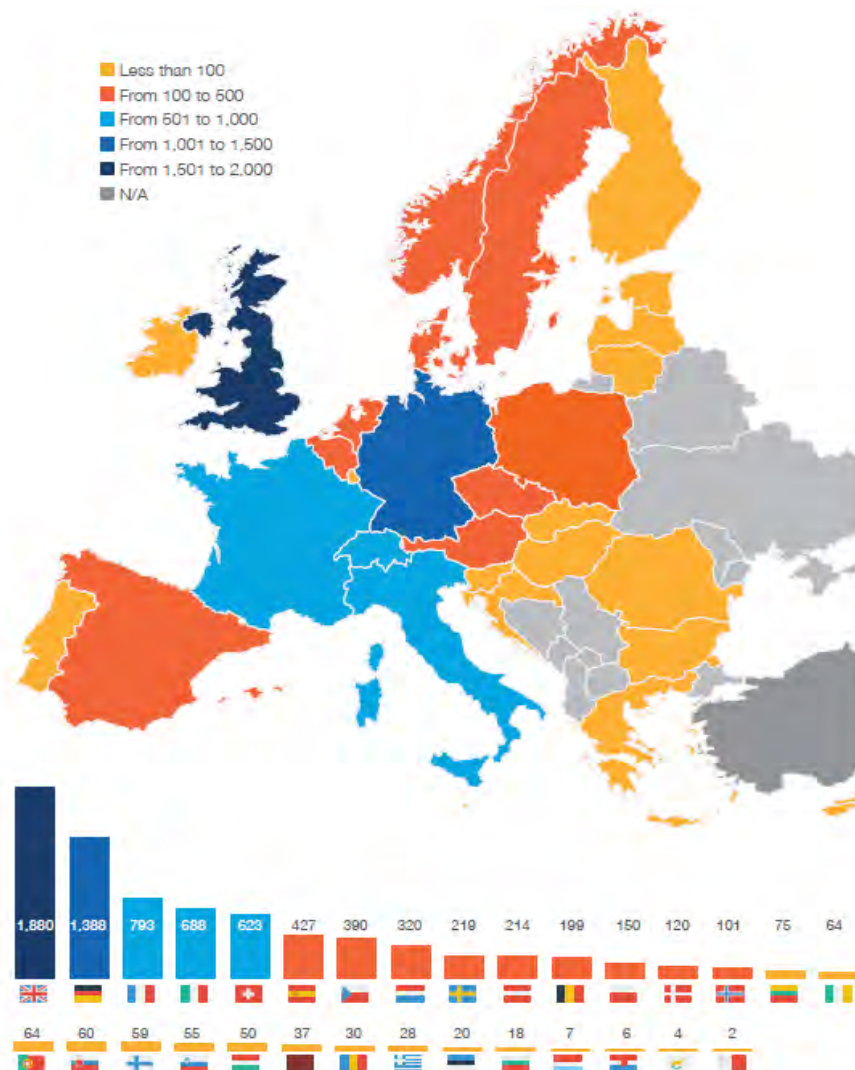 Less than 100
From 100 to 500
From 501 to 1,000
From 1,001 to 1,500
From 1,501 to 2,000
N/A
1,880 1,388 793 688 623 427 390 320 219 214 199 150 120 101 75 64
64 60 59 55 50 37 30 28 20 18 7 6 4 2